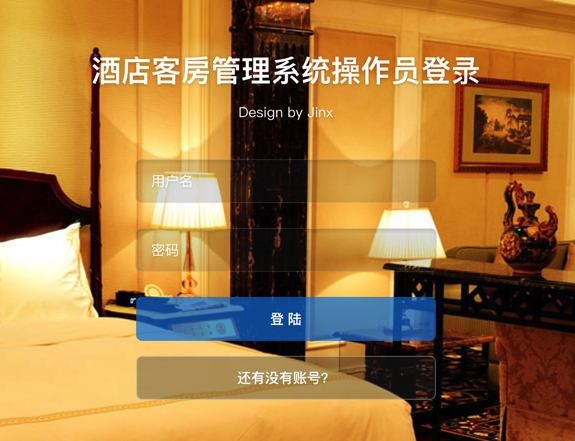 酒店客房管理系统操作员登录
Design by Jinx
用户名
密码
登 陆
还有没有账号?